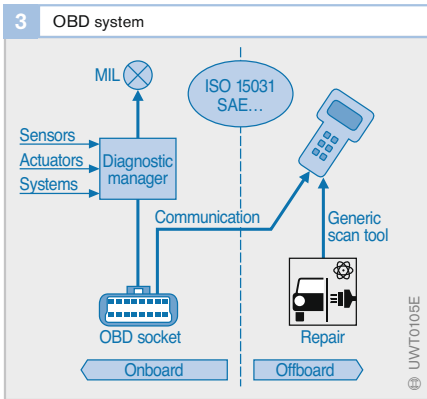 3 OBD system
MIL
ISO 15031
SAE...
Sensors
Actuators
Systems
Diagnostic
manager
Communication
Generic
scan tool
OBD socket
Repair
Onboard
Offboard
UWT0105E